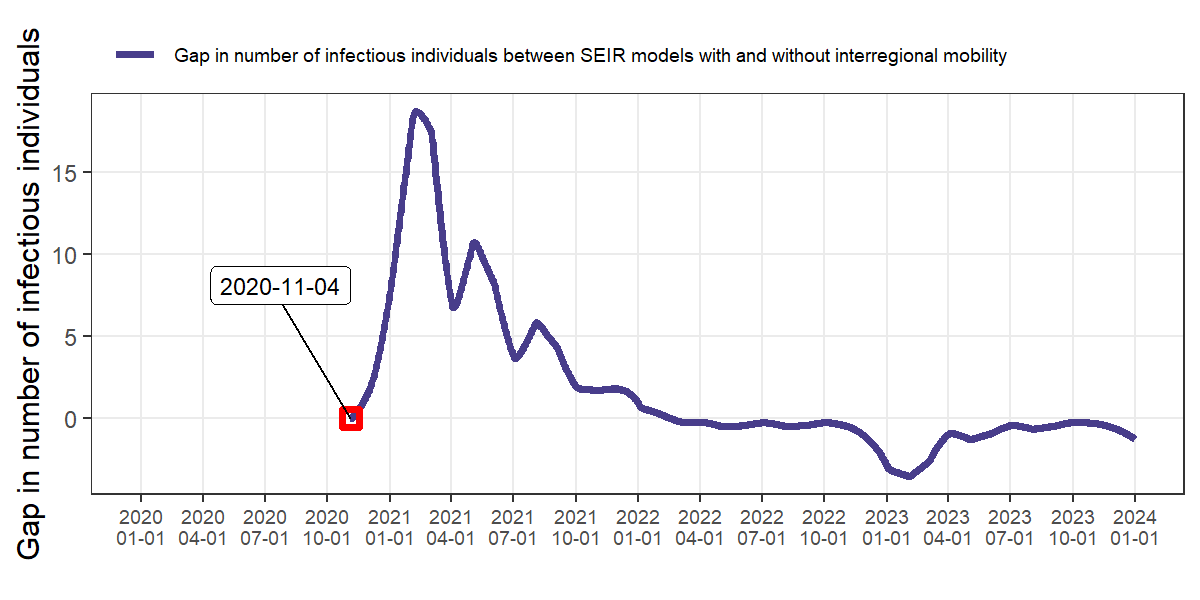 Gap in number of infectious individuals between SEIR models with and without interregional mobility
Gap in number of infectious individuals
15
10
5
0
2020-11-04
2020 2020 2020 2020 2021 2021 2021 2021 2022 2022 2022 2022 2023 2023 2023 2023 2024
01-01 04-01 07-01 10-01 01-01 04-01 07-01 10-01 01-01 04-01 07-01 10-01 01-01 04-01 07-01 10-01 01-01